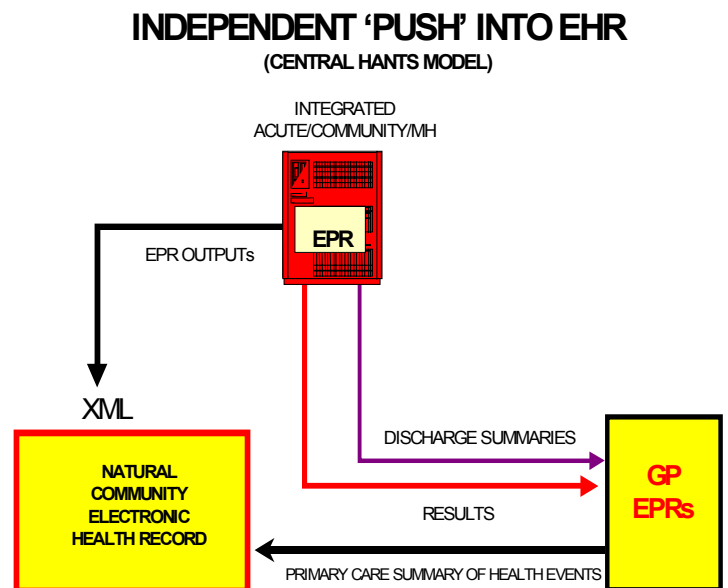 INDEPENDENT ‘PUSH’ INTO EHR
(CENTRAL HANTS MODEL)
INTEGRATED
ACUTE/COMMUNITY/MH
EPR
EPR OUTPUTs
XML
NATURAL
COMMUNITY
ELECTRONIC
HEALTH RECORD
DISCHARGE SUMMARIES
GP
EPRs
RESULTS
PRIMARY CARE SUMMARY OF HEALTH EVENTS